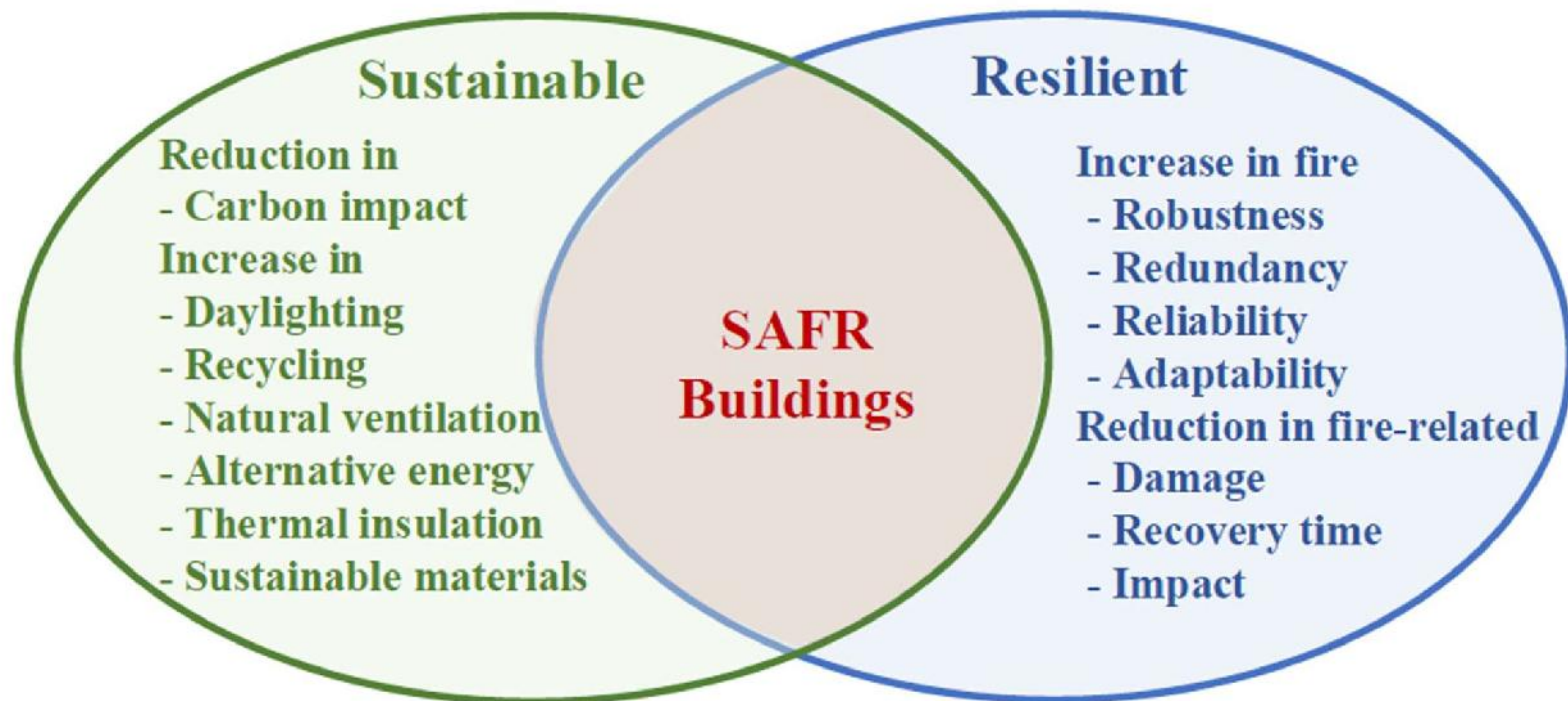 Sustainable
Reduction in
- Carbon impact
Increase in
- Daylighting
- Recycling
- Natural ventilation
- Alternative energy
- Thermal insulation
- Sustainable materials
SAFR
Buildings
Resilient
Increase in fire
- Robustness
- Redundancy
- Reliability
- Adaptability
Reduction in fire-related
- Damage
- Recovery time
- Impact